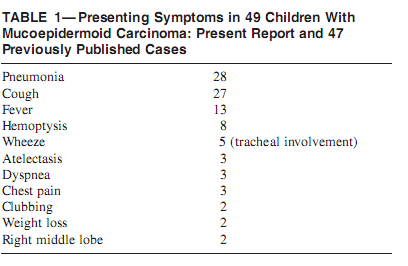 TABLE 1—Presenting Symptoms in 49 Children With
Mucoepidermoid Carcinoma: Present Report and 47
Previously Published Cases
Pneumonia 28
Cough 27
Fever 13
Hemoptysis 8
Wheeze 5 (tracheal involvement)
Atelectasis 3
Dyspnea 3
Chest pain 3
Clubbing 2
Weight loss 2
Right middle lobe 2